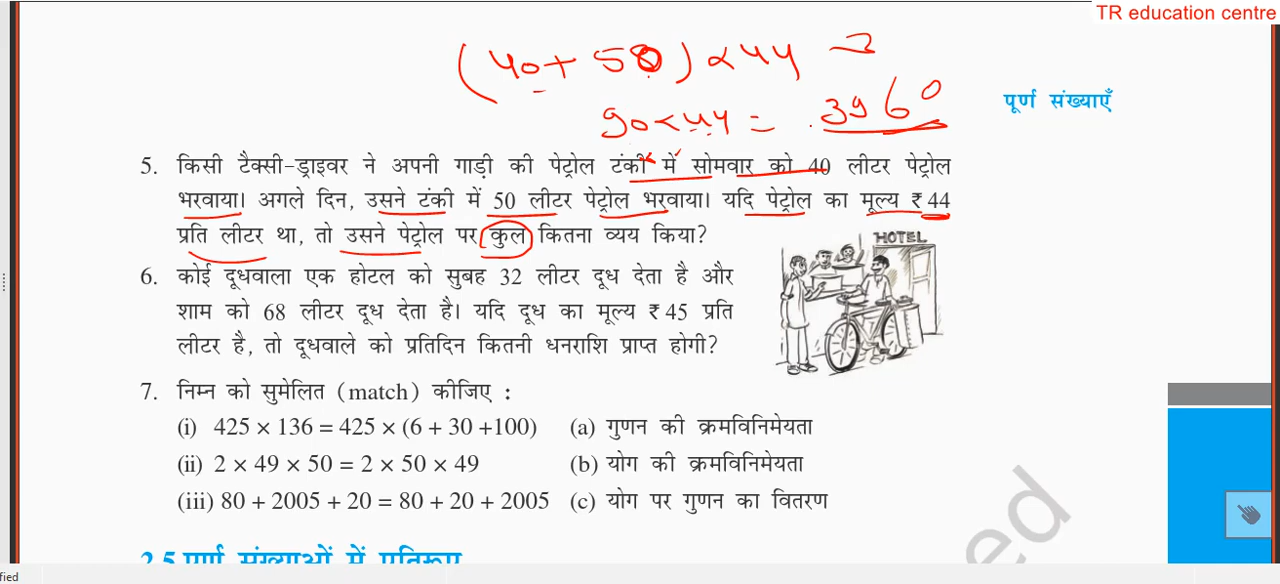 TR education centre
(40 + 50) × 44 =
90 × 44 = 3960
पूर्ण संख्याएँ
5. किसी टैक्सी-ड्राइवर ने अपनी गाड़ी की पेट्रोल टंकी में सोमवार को 40 लीटर पेट्रोल
भरवाया। अगले दिन, उसने टंकी में 50 लीटर पेट्रोल भरवाया। यदि पेट्रोल का मूल्य ₹ 44
प्रति लीटर था, तो उसने पेट्रोल पर कुल कितना व्यय किया?
HOTEL
6. कोई दूधवाला एक होटल को सुबह 32 लीटर दूध देता है और
शाम को 68 लीटर दूध देता है। यदि दूध का मूल्य ₹ 45 प्रति
लीटर है, तो दूधवाले को प्रतिदिन कितनी धनराशि प्राप्त होगी?
7. निम्न को सुमेलित (match) कीजिए :
(i) 425 × 136 = 425 × (6 + 30 +100) (a) गुणन की क्रमविनिमेयता
(ii) 2 × 49 × 50 = 2 × 50 × 49 (b) योग की क्रमविनिमेयता
(iii) 80 + 2005 + 20 = 80 + 20 + 2005 (c) योग पर गुणन का वितरण
2.5 पूर्ण संख्याओं में प्रतिरूप
ed
fied